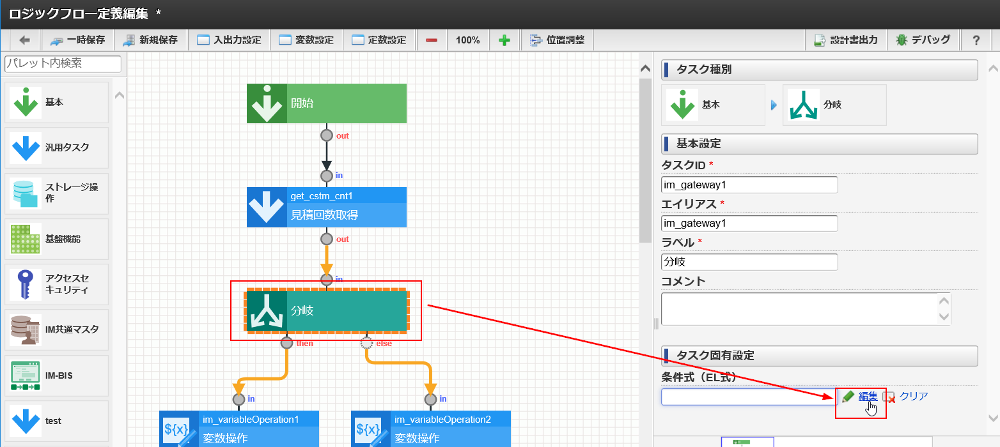 ロジックフロー定義編集 *
一時保存
新規保存
入出力設定
変数設定
定数設定
100%
位置調整
設計書出力
デバッグ
?
パレット内検索
基本
汎用タスク
ストレージ操
作
基盤機能
アクセスセ
キュリティ
IM共通マスタ
IM-BIS
test
開始
out
in
get_cstm_cnt1
見積回数取得
out
in
分岐
then
else
in
in
${x}
im_variableOperation1
変数操作
${x}
im_variableOperation2
変数操作
タスク種別
基本
分岐
基本設定
タスクID *
im_gateway1
エイリアス *
im_gateway1
ラベル *
分岐
コメント
タスク固有設定
条件式（EL式）
編集
クリア